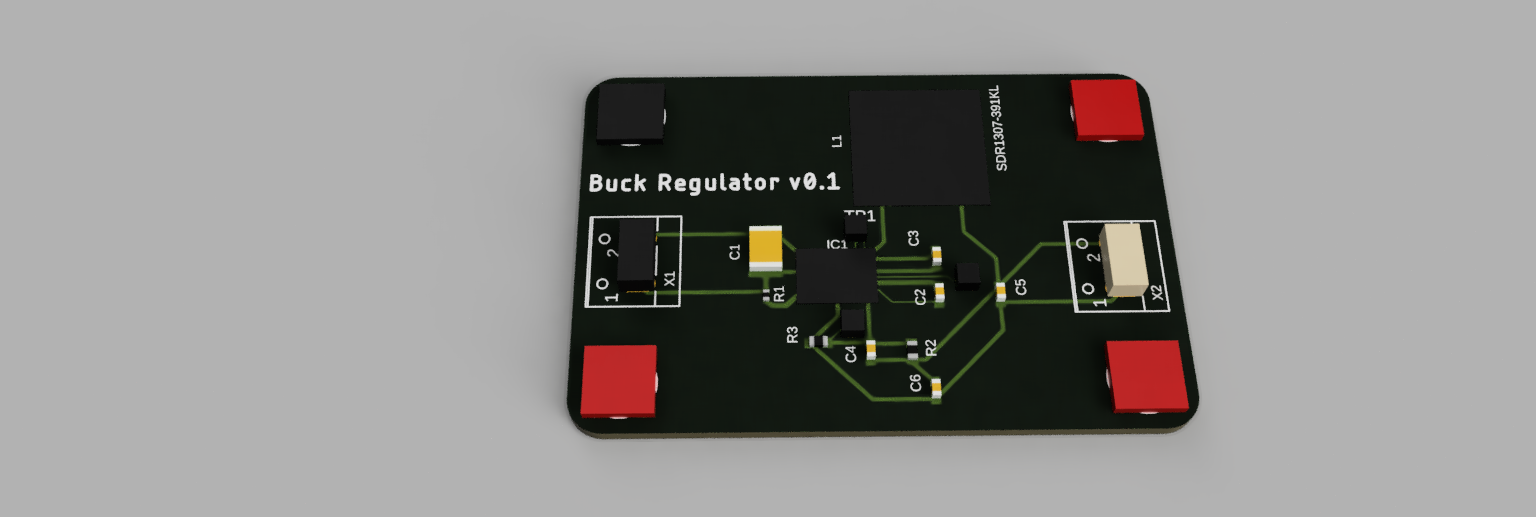 L1
SDR1307-391KL
Buck Regulator v0.1
TP1
IC1
C3
C1
2
1
X1
R1
C2
C5
2
1
X2
R3
C4
R2
C6